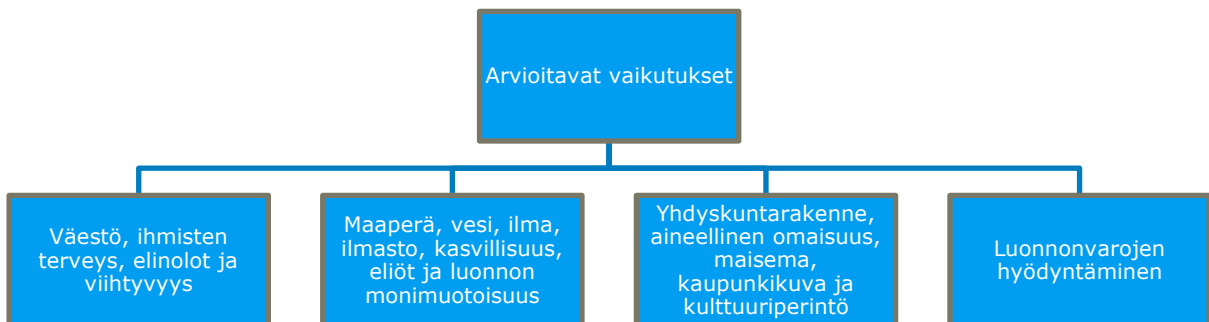 Arvioitavat vaikutukset
Väestö, ihmisten
terveys, elinolot ja
viihtyvyys
Maaperä, vesi, ilma,
ilmasto, kasvillisuus,
eliöt ja luonnon
monimuotoisuus
Yhdyskuntarakenne,
aineellinen omaisuus,
maisema,
kaupunkikuva ja
kulttuuriperintö
Luonnonvarojen
hyödyntäminen